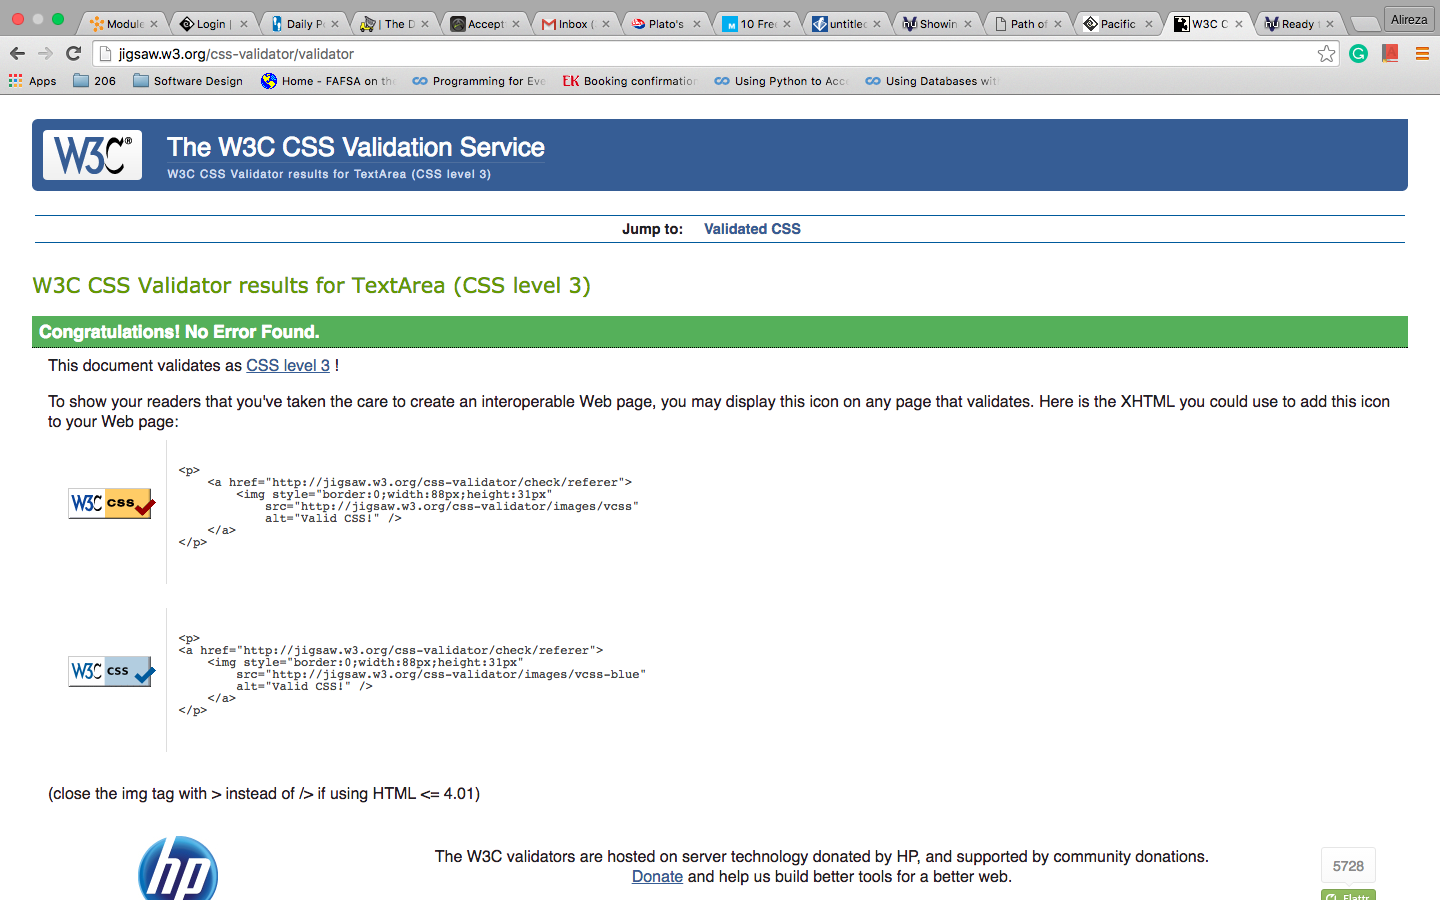 Module Login | Daily P The D Accept Inbox ( Plato's 10 Fre untitled Showin Path of Pacific W3C C Ready Alireza
jigsaw.w3.org/css-validator/validator
Apps 206 Software Design Home - FAFSA on the Programming for Eve EK Booking confirmation Using Python to Acc Using Databases wit
W3C® The W3C CSS Validation Service
W3C CSS Validator results for TextArea (CSS level 3)
Jump to: Validated CSS
W3C CSS Validator results for TextArea (CSS level 3)
Congratulations! No Error Found.
This document validates as CSS level 3 !
To show your readers that you've taken the care to create an interoperable Web page, you may display this icon on any page that validates. Here is the XHTML you could use to add this icon
to your Web page:
W3C css
<p>
<a href="http://jigsaw.w3.org/css-validator/check/referer">
<img style="border:0;width:88px;height:31px"
src="http://jigsaw.w3.org/css-validator/images/vcss"
alt="Valid CSS!" />
</a>
</p>
W3C css
<p>
<a href="http://jigsaw.w3.org/css-validator/check/referer">
<img style="border:0;width:88px;height:31px"
src="http://jigsaw.w3.org/css-validator/images/vcss-blue"
alt="Valid CSS!" />
</a>
</p>
(close the img tag with > instead of /> if using HTML <= 4.01)
hp
The W3C validators are hosted on server technology donated by HP, and supported by community donations.
Donate and help us build better tools for a better web.
5728
Flattr